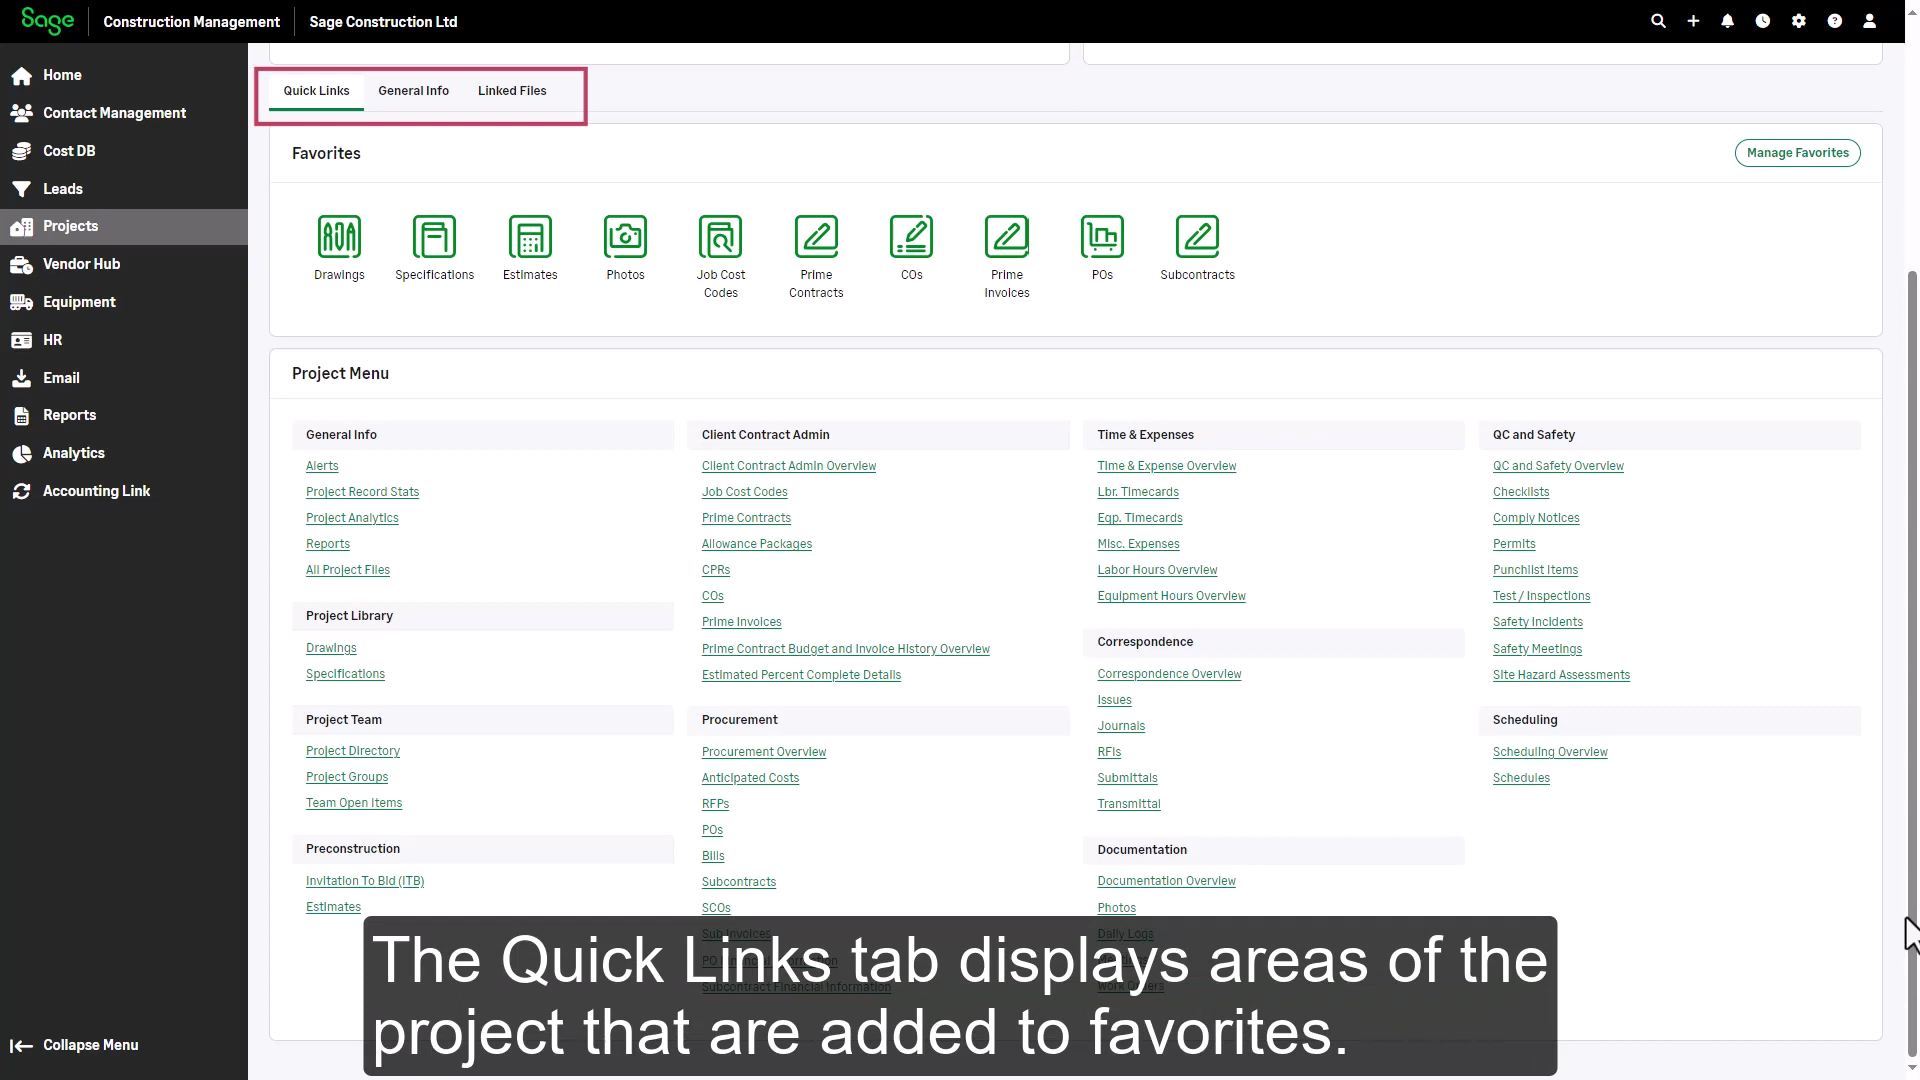 Sage
Construction Management
Sage Construction Ltd
Home
Contact Management
Cost DB
Leads
Projects
Vendor Hub
Equipment
HR
Email
Reports
Analytics
Accounting Link
Collapse Menu
Quick Links
General Info
Linked Files
Favorites
Manage Favorites
Drawings
Specifications
Estimates
Photos
Job Cost
Codes
Prime
Contracts
COs
Prime
Invoices
POs
Subcontracts
Project Menu
General Info
Alerts
Project Record Stats
Project Analytics
Reports
All Project Files
Project Library
Drawings
Specifications
Project Team
Project Directory
Project Groups
Team Open Items
Preconstruction
Invitation To Bid (ITB)
Estimates
Client Contract Admin
Client Contract Admin Overview
Job Cost Codes
Prime Contracts
Allowance Packages
CPRs
COs
Prime Invoices
Prime Contract Budget and Invoice History Overview
Estimated Percent Complete Details
Procurement
Procurement Overview
Anticipated Costs
RFPs
POs
Bills
Subcontracts
SCOs
Sub Invoices
Subcontract Financial Information
Time & Expenses
Time & Expense Overview
Lbr. Timecards
Eqp. Timecards
Misc. Expenses
Labor Hours Overview
Equipment Hours Overview
Correspondence
Correspondence Overview
Issues
Journals
RFIs
Submittals
Transmittal
Documentation
Documentation Overview
Photos
Daily Logs
Work Orders
QC and Safety
QC and Safety Overview
Checklists
Comply Notices
Permits
Punchlist Items
Test / Inspections
Safety Incidents
Safety Meetings
Site Hazard Assessments
Scheduling
Scheduling Overview
Schedules
The Quick Links tab displays areas of the
project that are added to favorites.